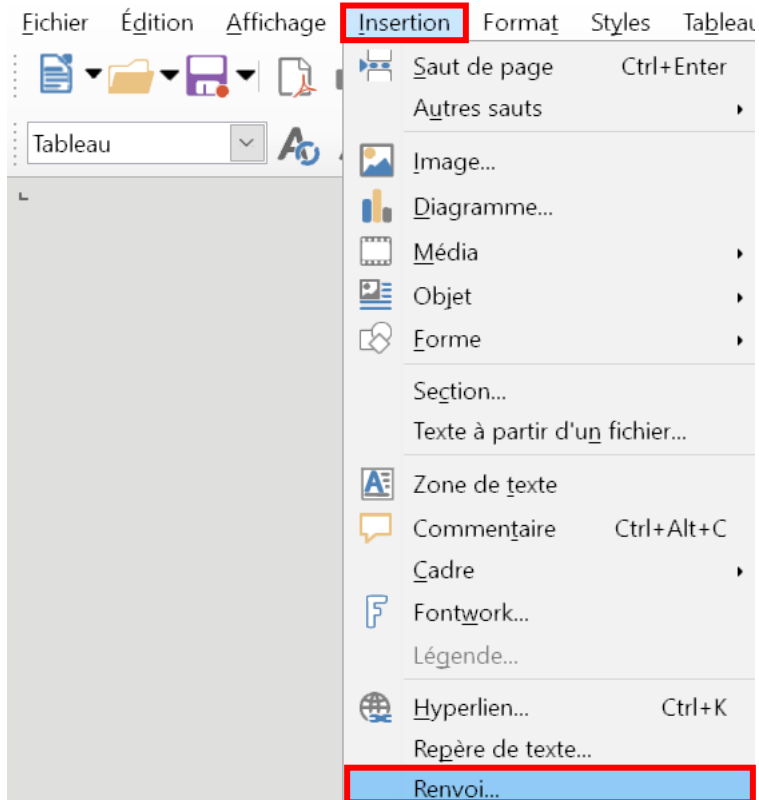 Fichier Édition Affichage Insertion Format Styles Tableau
Saut de page Ctrl+Enter
Autres sauts
Tableau
Image...
Diagramme...
Média
Objet
Forme
Section...
Texte à partir d'un fichier...
Zone de texte
Commentaire Ctrl+Alt+C
Cadre
Fontwork...
Légende...
Hyperlien... Ctrl+K
Repère de texte...
Renvoi...